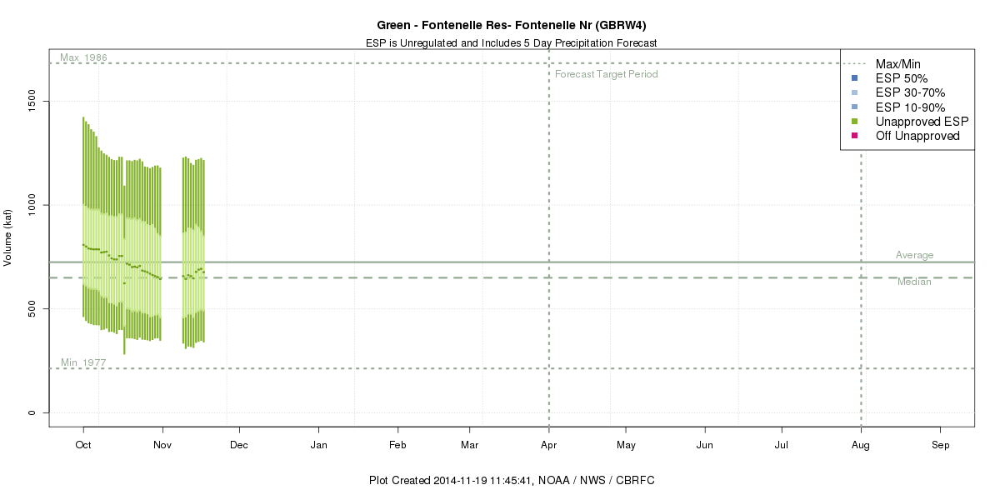 Green - Fontenelle Res- Fontenelle Nr (GBRW4)
ESP is Unregulated and Includes 5 Day Precipitation Forecast
Max 1986
Forecast Target Period
Max/Min
ESP 50%
ESP 30-70%
ESP 10-90%
Unapproved ESP
Off Unapproved
Average
Median
Min 1977
Volume (kaf)
1500
1000
500
0
Oct Nov Dec Jan Feb Mar Apr May Jun Jul Aug Sep
Plot Created 2014-11-19 11:45:41, NOAA / NWS / CBRFC